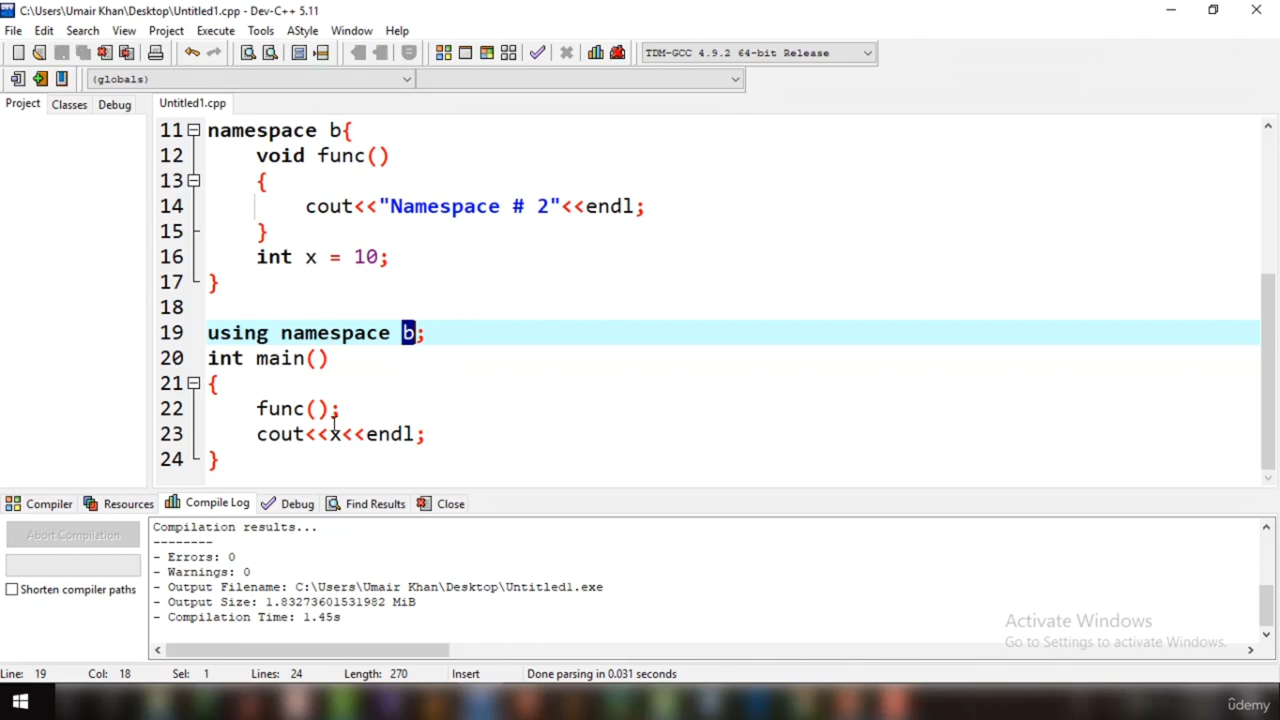 C:\Users\Umair Khan\Desktop\Untitled1.cpp - Dev-C++ 5.11
File Edit Search View Project Execute Tools AStyle Window Help
TDM-GCC 4.9.2 64-bit Release
(globals)
Project Classes Debug Untitled1.cpp
11 namespace b{
12 void func()
13 {
14 cout<<"Namespace # 2"<<endl;
15 }
16 int x = 10;
17 }
18
19 using namespace b;
20 int main()
21 {
22 func();
23 cout<<x<<endl;
24 }
Compiler Resources Compile Log Debug Find Results Close
Abort Compilation
Shorten compiler paths
Compilation results...
--------
- Errors: 0
- Warnings: 0
- Output Filename: C:\Users\Umair Khan\Desktop\Untitled1.exe
- Output Size: 1.83273601531982 MiB
- Compilation Time: 1.45s
Activate Windows
Go to Settings to activate Windows.
Line: 19 Col: 18 Sel: 1 Lines: 24 Length: 270 Insert Done parsing in 0.031 seconds
ûdemy